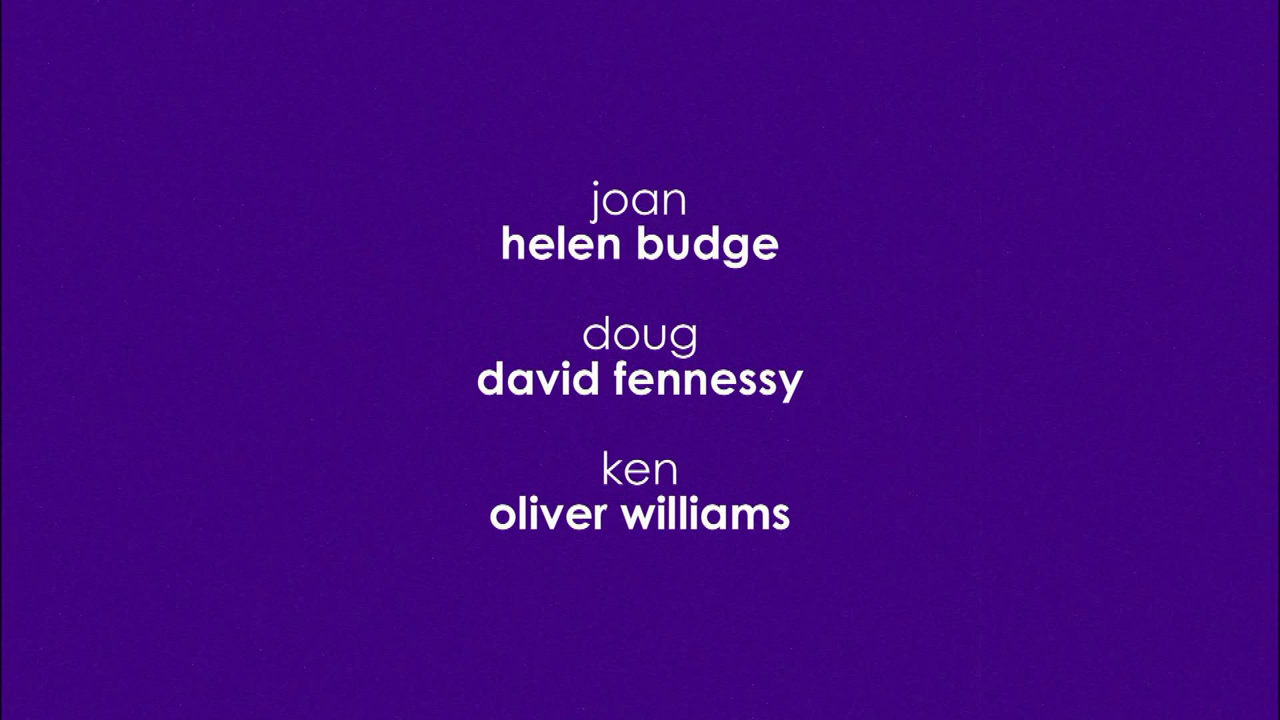 joan
helen budge
doug
david fennessy
ken
oliver williams